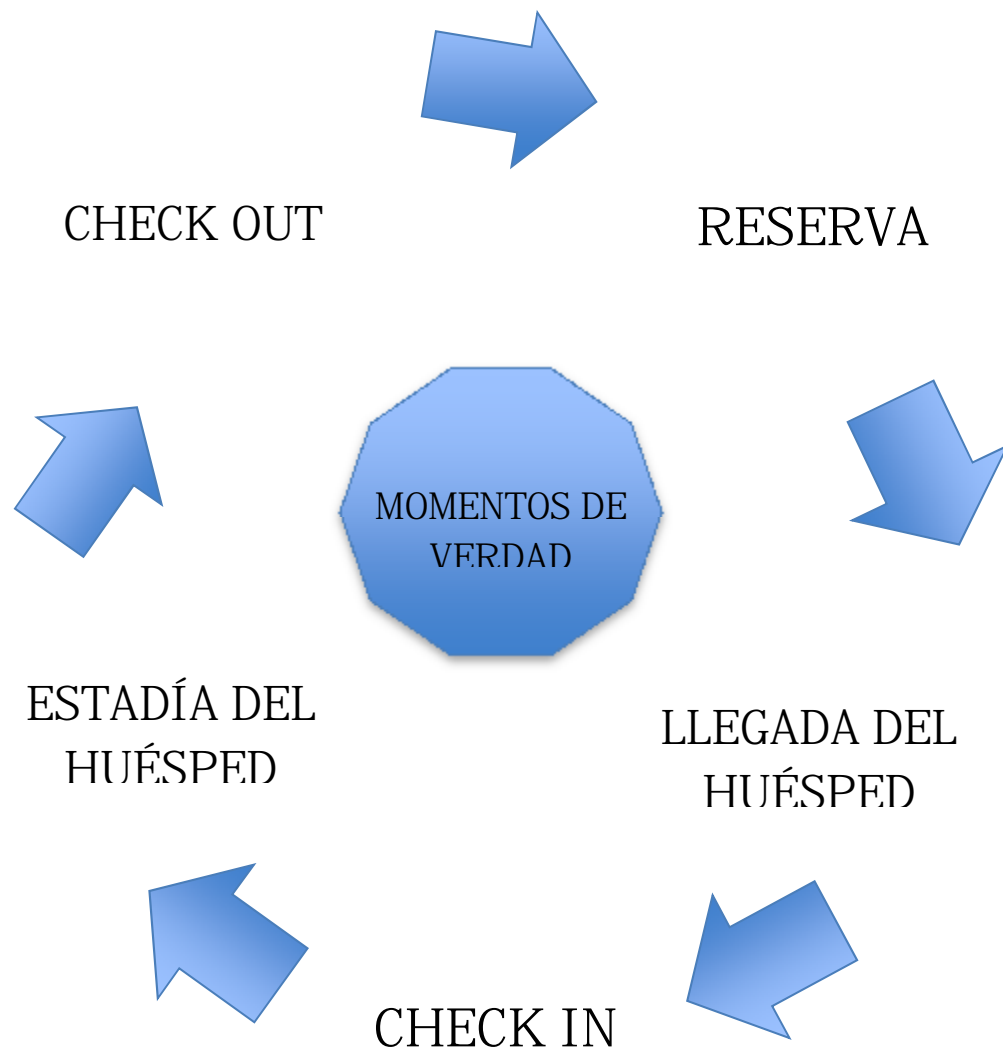 CHECK OUT
RESERVA
MOMENTOS DE
VERDAD
ESTADÍA DEL
HUÉSPED
LLEGADA DEL
HUÉSPED
CHECK IN